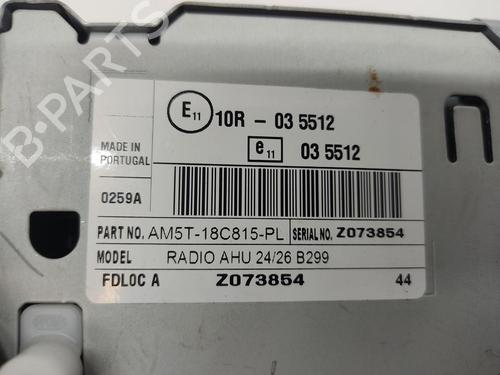 B-PARTS
E11 10R - 03 5512
MADE IN
PORTUGAL
e11 03 5512
0259A
PART NO. AM5T-18C815-PL SERIAL NO. Z073854
MODEL RADIO AHU 24/26 B299
FDL0C A Z073854 44